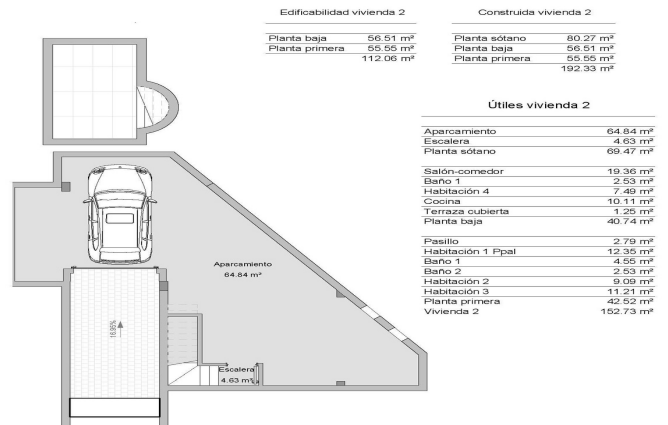 Edificabilidad vivienda 2
Planta baja 56.51 m²
Planta primera 55.55 m²
112.06 m²
Construida vivienda 2
Planta sótano 80.27 m²
Planta baja 56.51 m²
Planta primera 55.55 m²
192.33 m²
Útiles vivienda 2
Aparcamiento 64.84 m²
Escalera 4.63 m²
Planta sótano 69.47 m²
Salón-comedor 19.36 m²
Baño 1 2.53 m²
Habitación 4 7.49 m²
Cocina 10.11 m²
Terraza cubierta 1.25 m²
Planta baja 40.74 m²
Pasillo 2.79 m²
Habitación 1 Ppal 12.35 m²
Baño 1 4.55 m²
Baño 2 2.53 m²
Habitación 2 9.09 m²
Habitación 3 11.21 m²
Planta primera 42.52 m²
Vivienda 2 152.73 m²
Aparcamiento
64.84 m²
16,95%
Escalera
4.63 m²